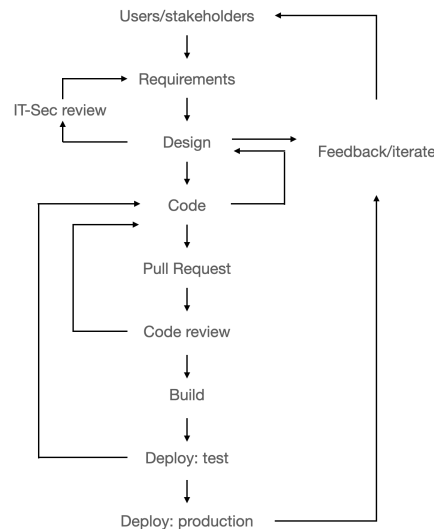 Users/stakeholders
Requirements
IT-Sec review
Design
Feedback/iterate
Code
Pull Request
Code review
Build
Deploy: test
Deploy: production